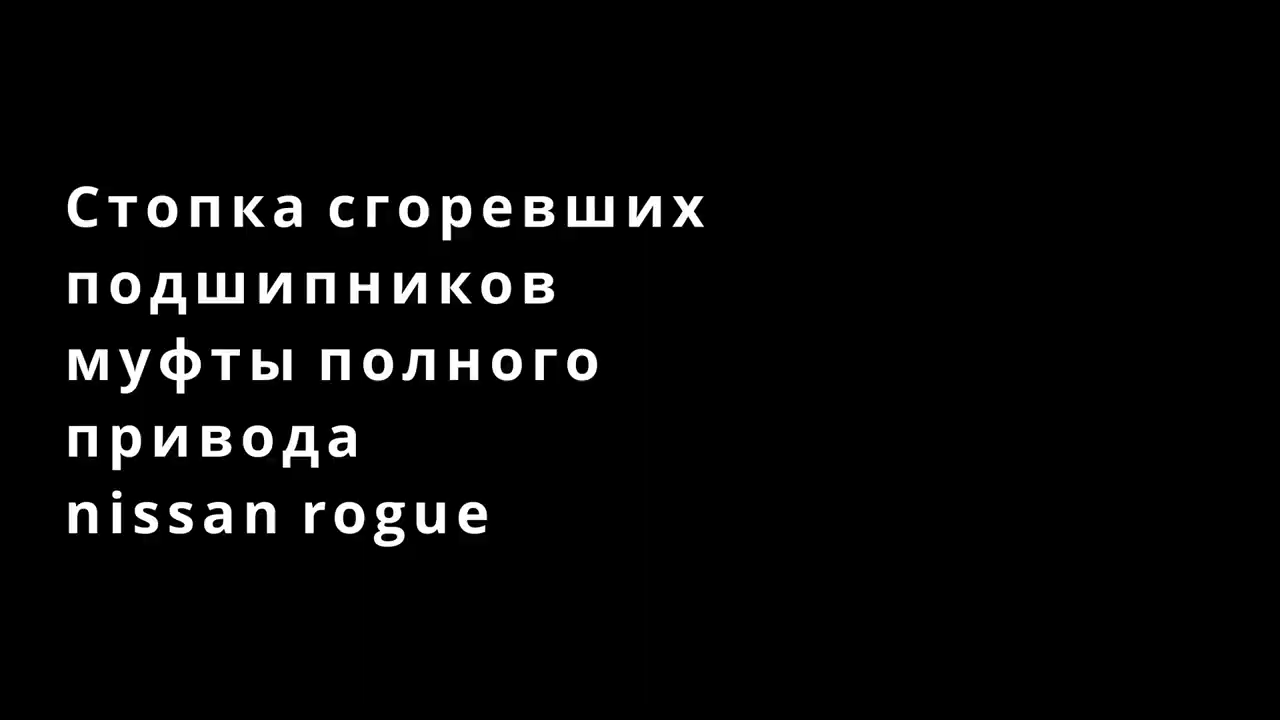 Стопка сгоревших
подшипников
муфты полного
привода
nissan rogue